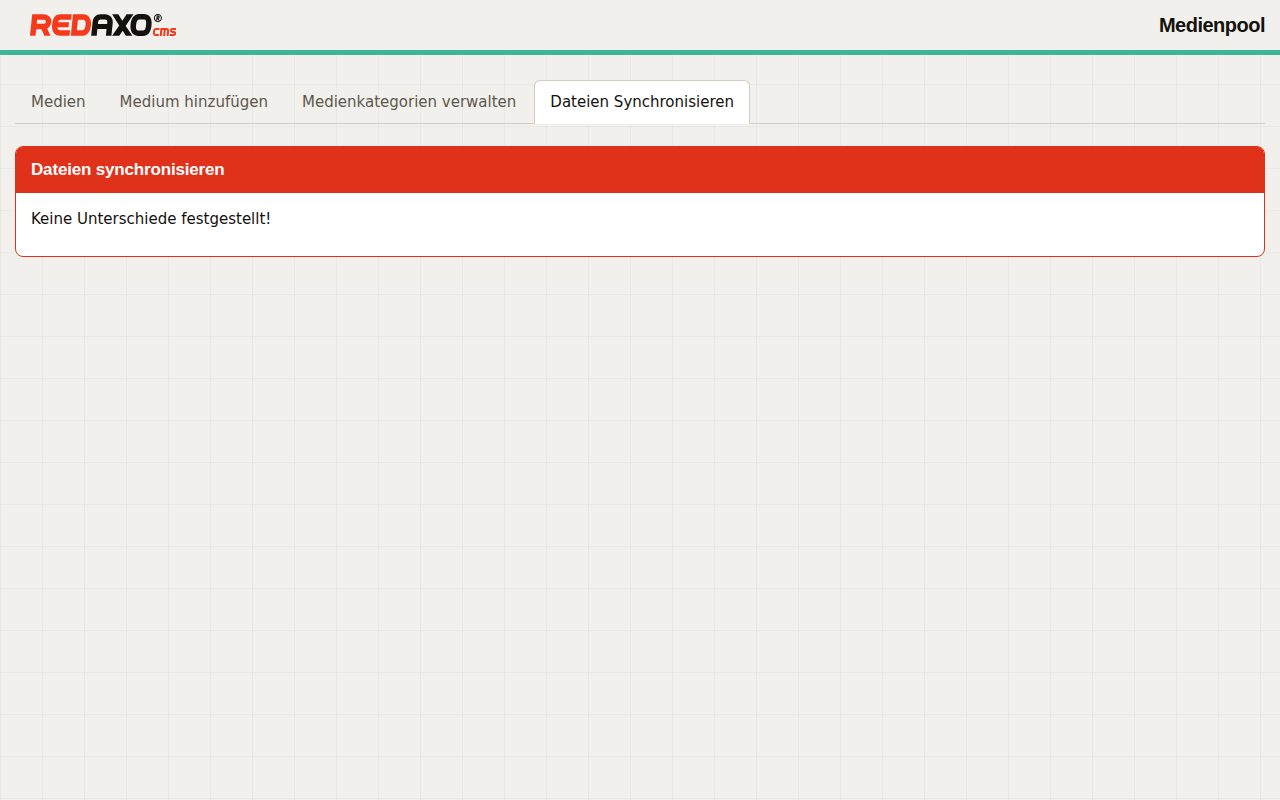 REDAXO® cms
Medienpool
Medien
Medium hinzufügen
Medienkategorien verwalten
Dateien Synchronisieren
Dateien synchronisieren
Keine Unterschiede festgestellt!